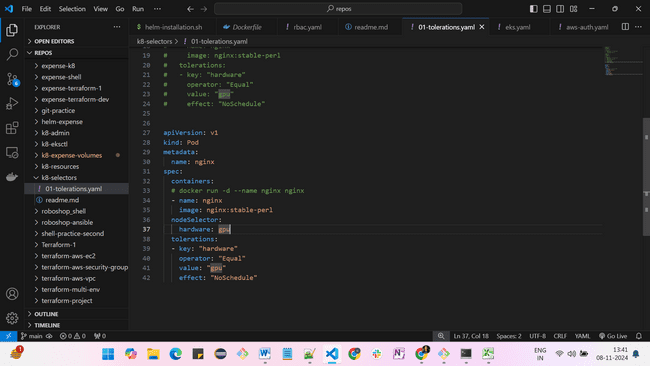 File Edit Selection View Go Run ···
repos
EXPLORER ···
OPEN EDITORS
REPOS
expense-k8
expense-shell
expense-terraform-1
expense-terraform-dev
git-practice
helm-expense
k8-admin
k8-eksctl
k8-expense-volumes
k8-resources
k8-selectors
! 01-tolerations.yaml
readme.md
roboshop_shell
roboshop-ansible
shell-practice-second
Terraform-1
terraform-aws-ec2
terraform-aws-security-group
terraform-aws-vpc
terraform-multi-env
terraform-project
OUTLINE
TIMELINE
$ helm-installation.sh
Dockerfile
! rbac.yaml
readme.md
! 01-tolerations.yaml
! eks.yaml
! aws-auth.yaml
k8-selectors > ! 01-tolerations.yaml
19 # image: nginx:stable-perl
20 # tolerations:
21 # - key: "hardware"
22 # operator: "Equal"
23 # value: "gpu"
24 # effect: "NoSchedule"
25
26
27 apiVersion: v1
28 kind: Pod
29 metadata:
30 name: nginx
31 spec:
32 containers:
33 # docker run -d --name nginx nginx
34 - name: nginx
35 image: nginx:stable-perl
36 nodeSelector:
37 hardware: gpu
38 tolerations:
39 - key: "hardware"
40 operator: "Equal"
41 value: "gpu"
42 effect: "NoSchedule"
main 0 0 0
Ln 37, Col 18 Spaces: 2 UTF-8 CRLF YAML Go Live
ENG
IN
13:41
08-11-2024